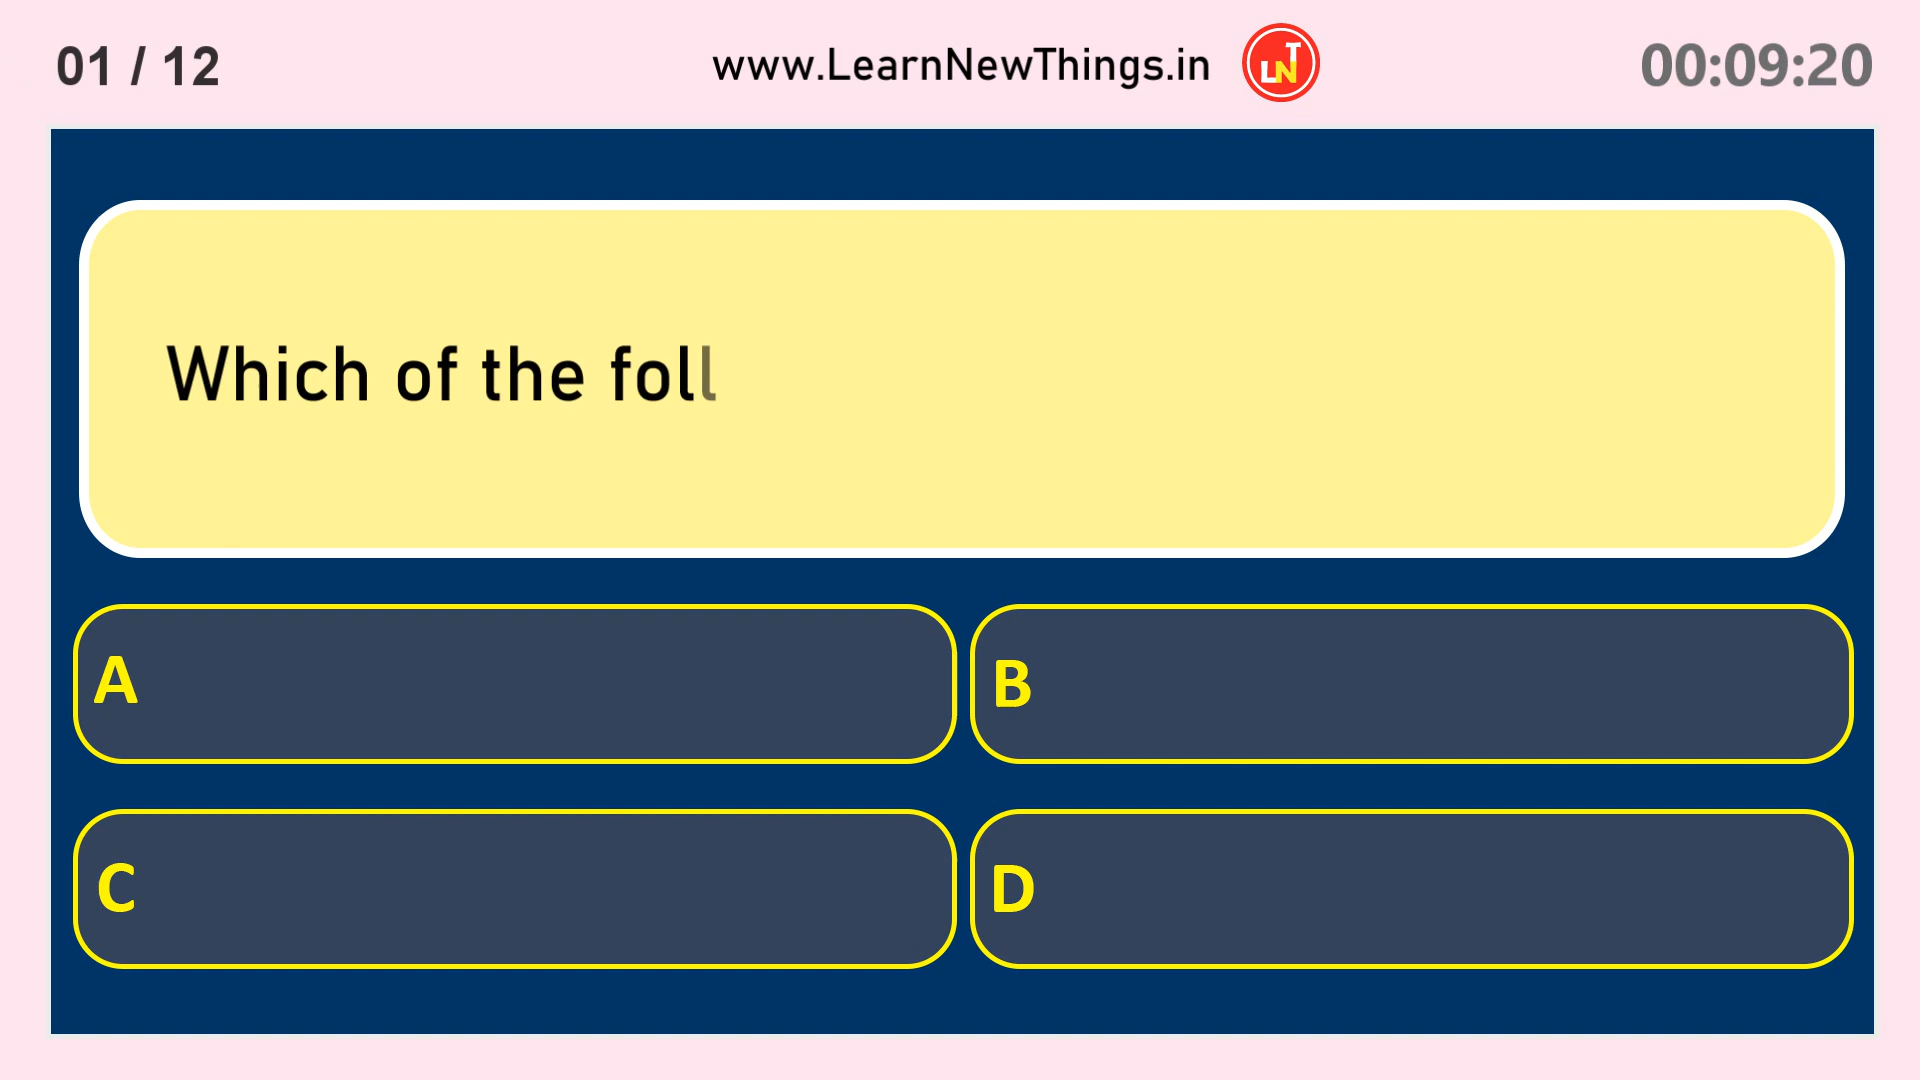 01 / 12
www.LearnNewThings.in
LNT
00:09:20
Which of the foll
A
B
C
D